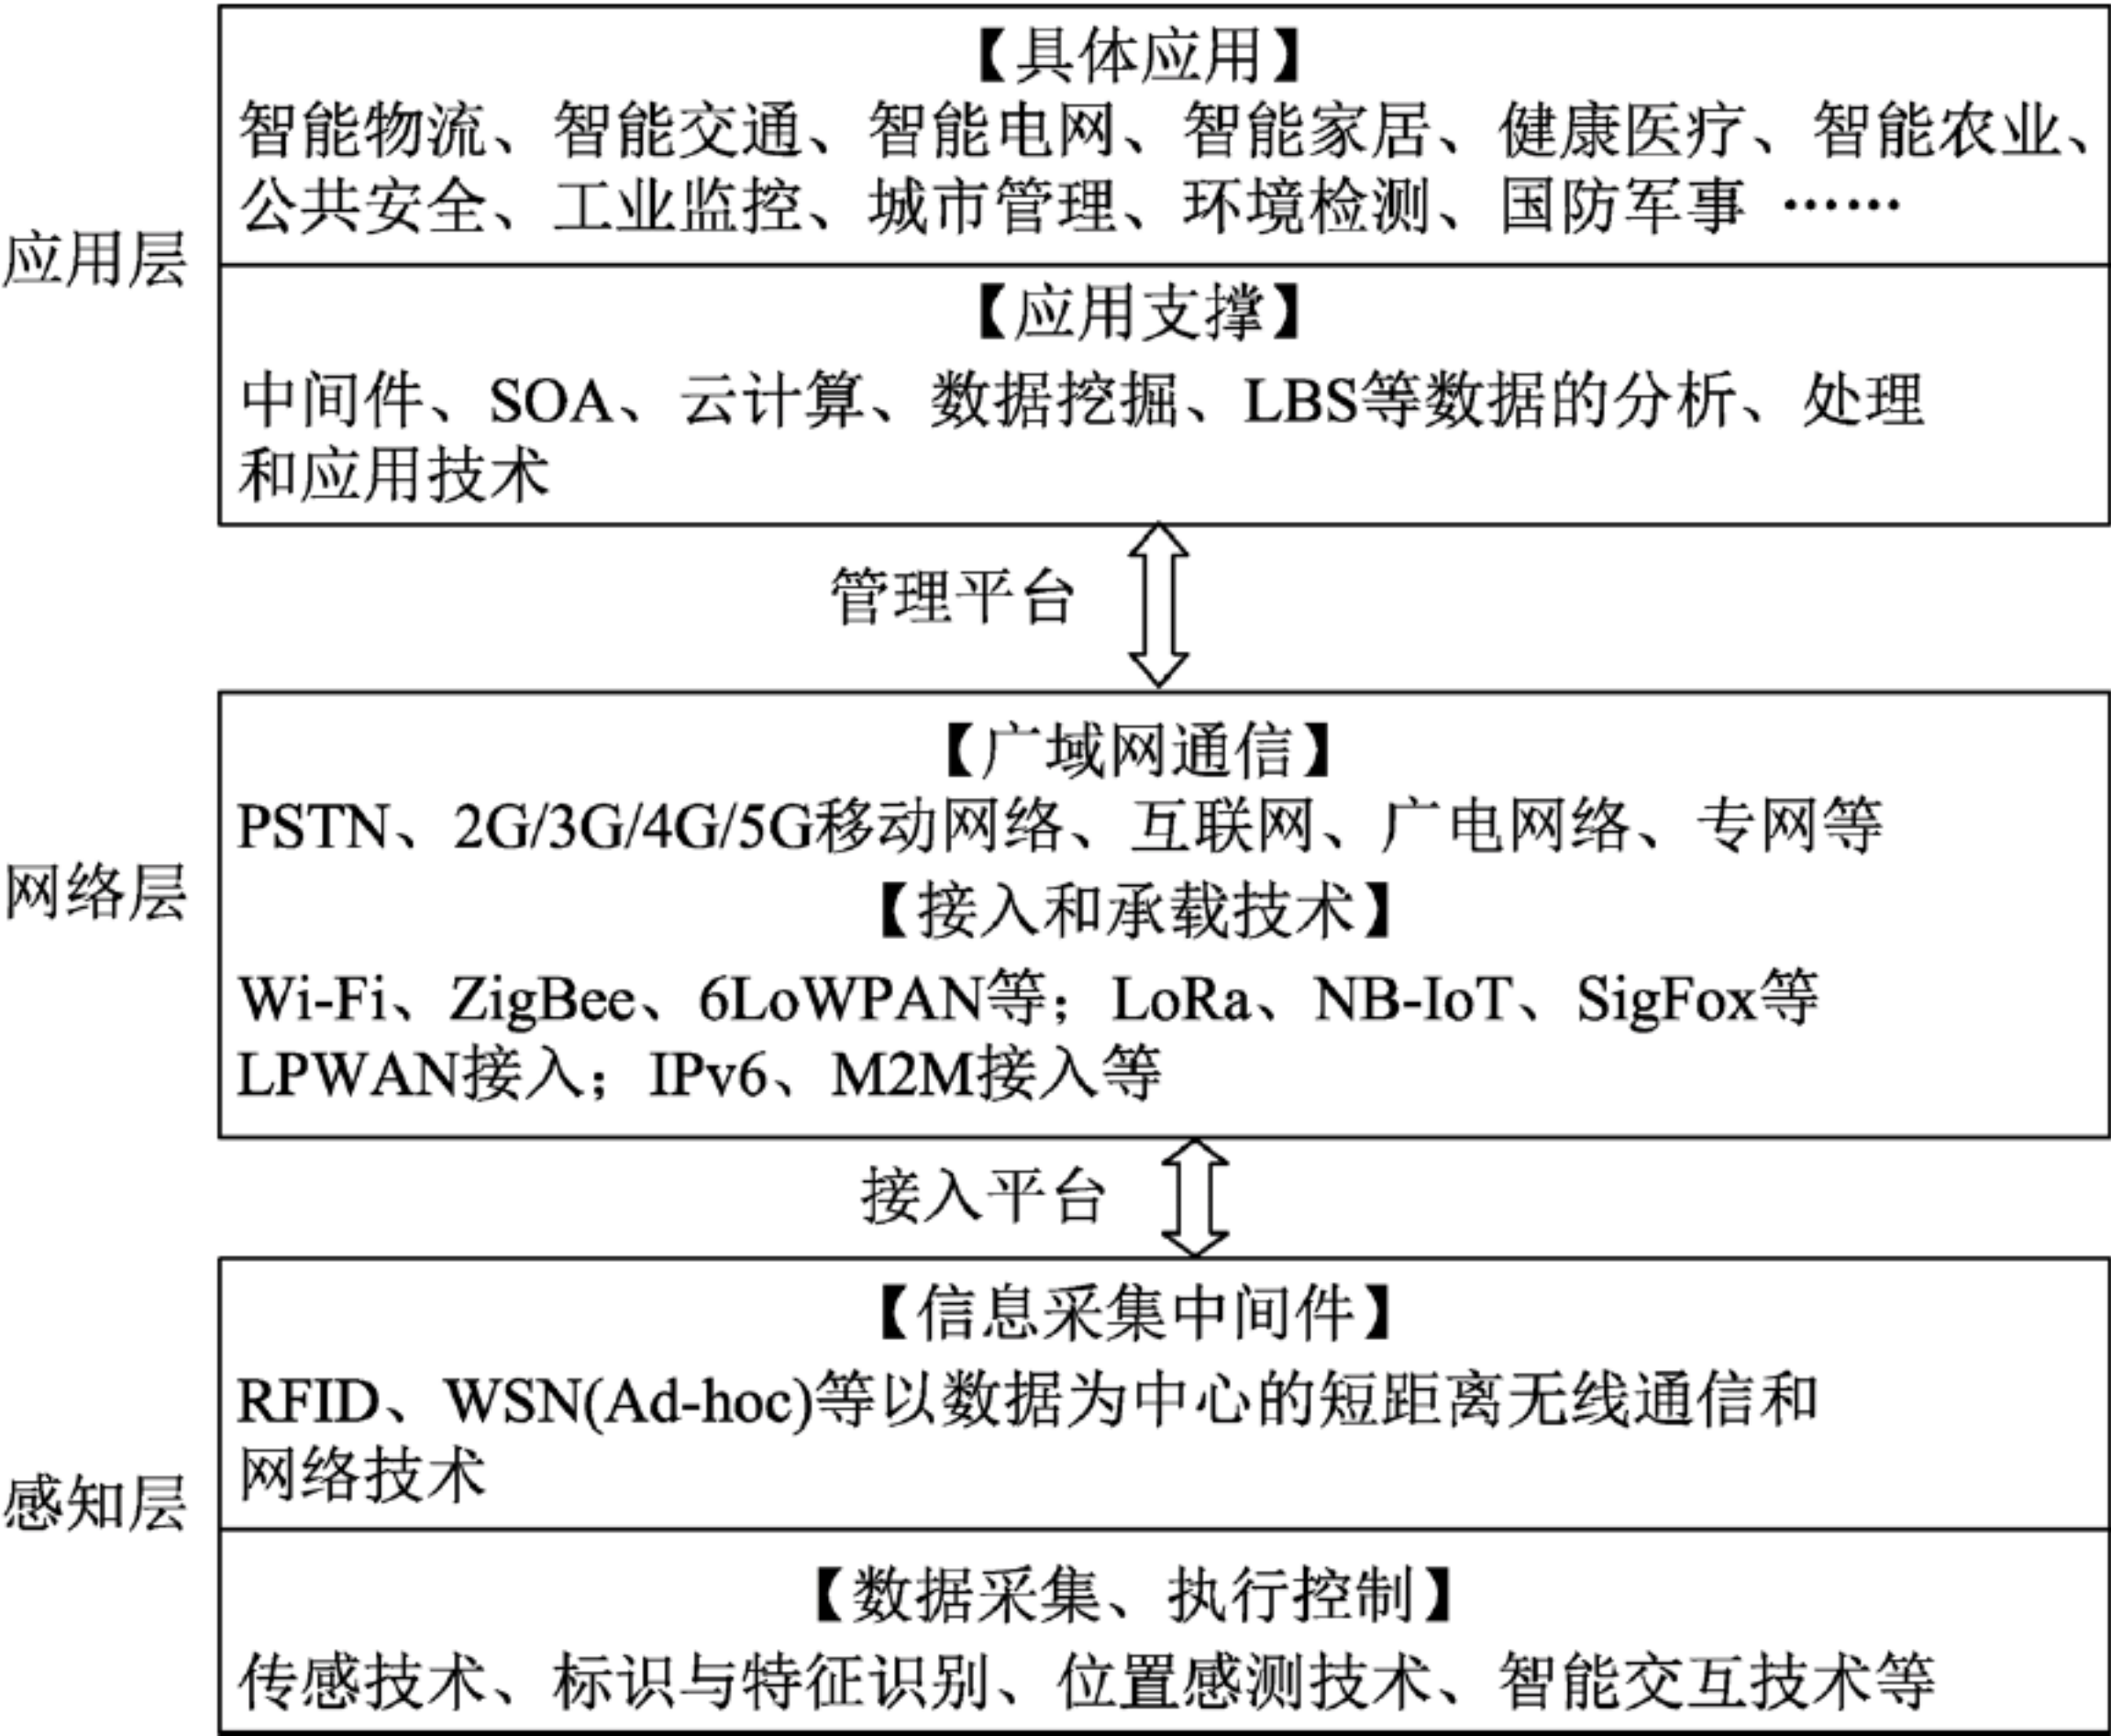 【具体应用】
智能物流、智能交通、智能电网、智能家居、健康医疗、智能农业、
公共安全、工业监控、城市管理、环境检测、国防军事 ……
应用层
【应用支撑】
中间件、SOA、云计算、数据挖掘、LBS等数据的分析、处理
和应用技术
管理平台
【广域网通信】
PSTN、2G/3G/4G/5G移动网络、互联网、广电网络、专网等
网络层
【接入和承载技术】
Wi-Fi、ZigBee、6LoWPAN等；LoRa、NB-IoT、SigFox等
LPWAN接入；IPv6、M2M接入等
接入平台
【信息采集中间件】
RFID、WSN(Ad-hoc)等以数据为中心的短距离无线通信和
网络技术
感知层
【数据采集、执行控制】
传感技术、标识与特征识别、位置感测技术、智能交互技术等